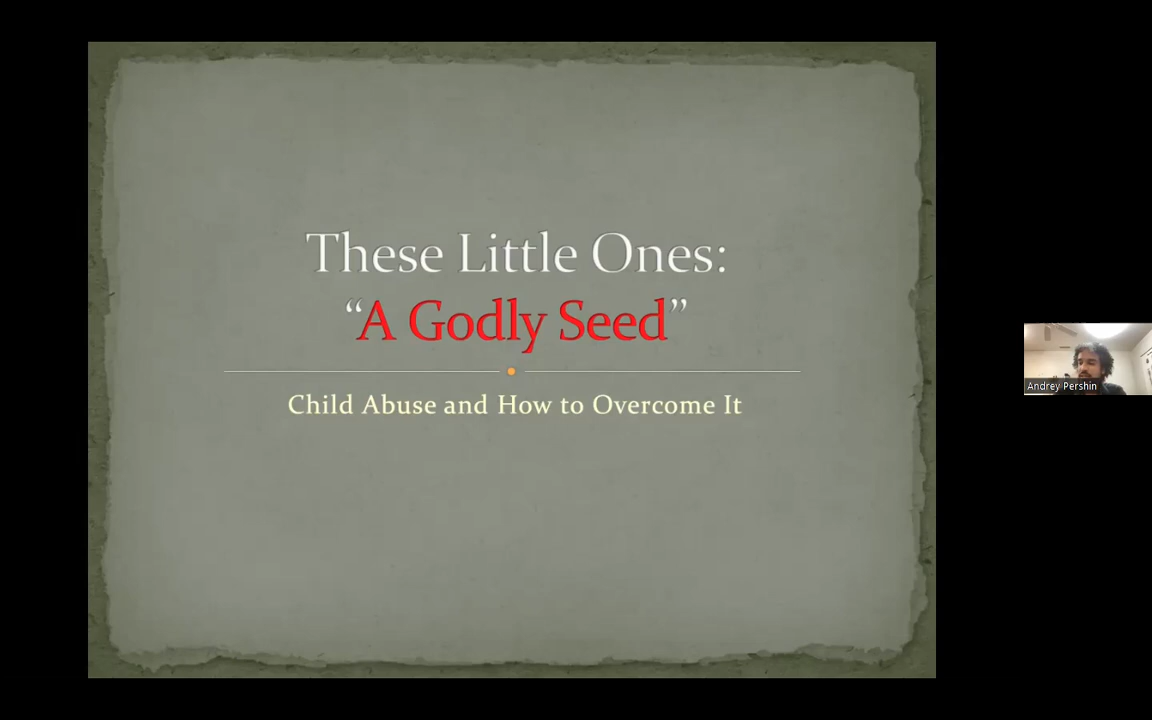 These Little Ones:
“A Godly Seed”
Child Abuse and How to Overcome It
Andrey Pershin